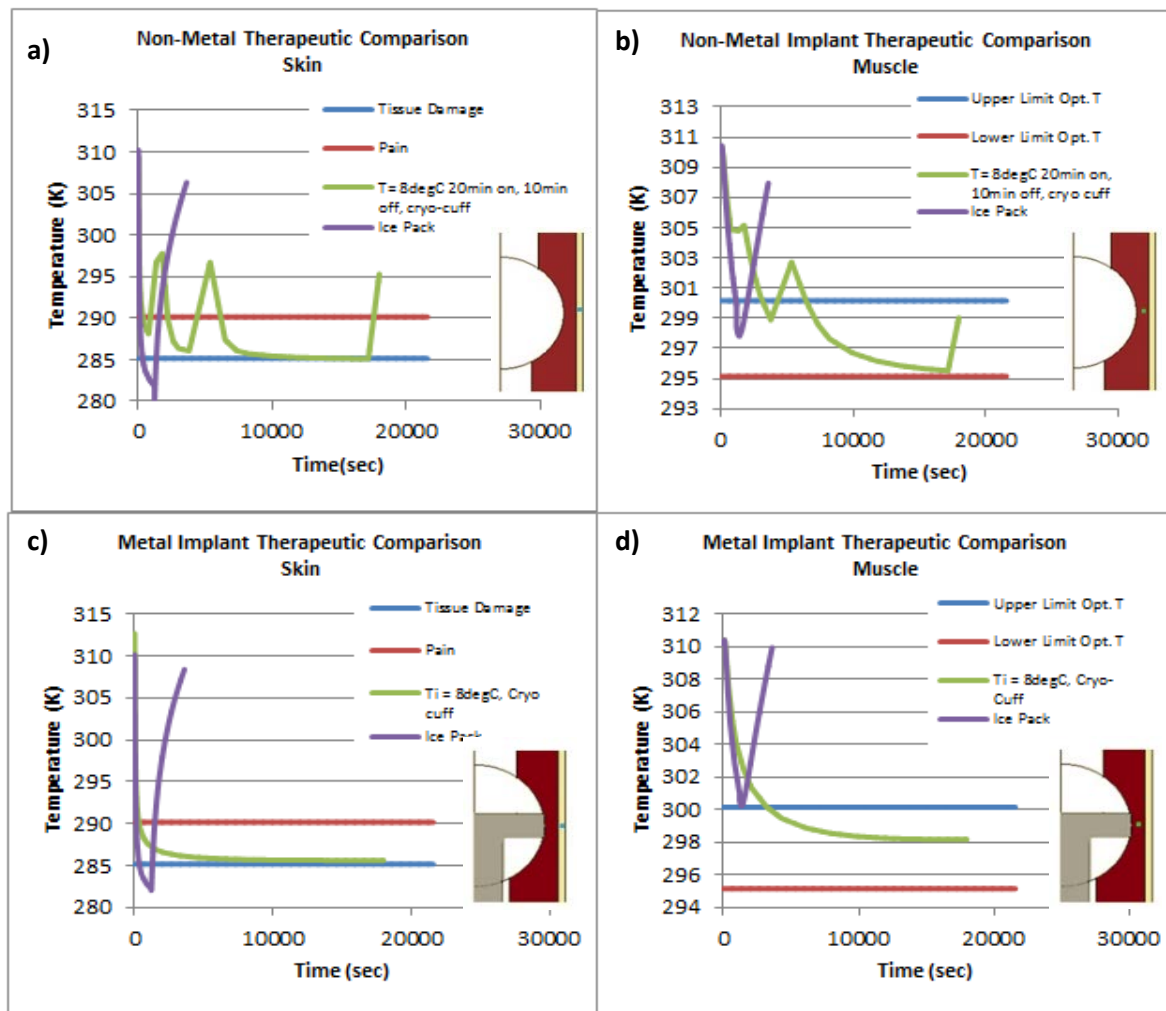 a)
Non-Metal Therapeutic Comparison
Skin
315
310
305
300
295
290
285
280
Temperature (K)
Tissue Damage
Pain
T= 8degC 20min on, 10min
off, cryo-cuff
Ice Pack
0
10000
20000
30000
Time(sec)
b)
Non-Metal Implant Therapeutic Comparison
Muscle
313
311
309
307
305
303
301
299
297
295
293
Temperature (K)
Upper Limit Opt. T
Lower Limit Opt. T
T= 8degC 20min on,
10min off, cryo cuff
Ice Pack
0
10000
20000
30000
Time (sec)
c)
Metal Implant Therapeutic Comparison
Skin
315
310
305
300
295
290
285
280
Temperature (K)
Tissue Damage
Pain
Ti = 8degC, Cryo
cuff
Ice Pack
0
10000
20000
30000
Time (sec)
d)
Metal Implant Therapeutic Comparison
Muscle
312
310
308
306
304
302
300
298
296
294
Temperature (K)
Upper Limit Opt. T
Lower Limit Opt. T
Ti = 8degC, Cryo-
Cuff
Ice Pack
0
10000
20000
30000
Time (sec)